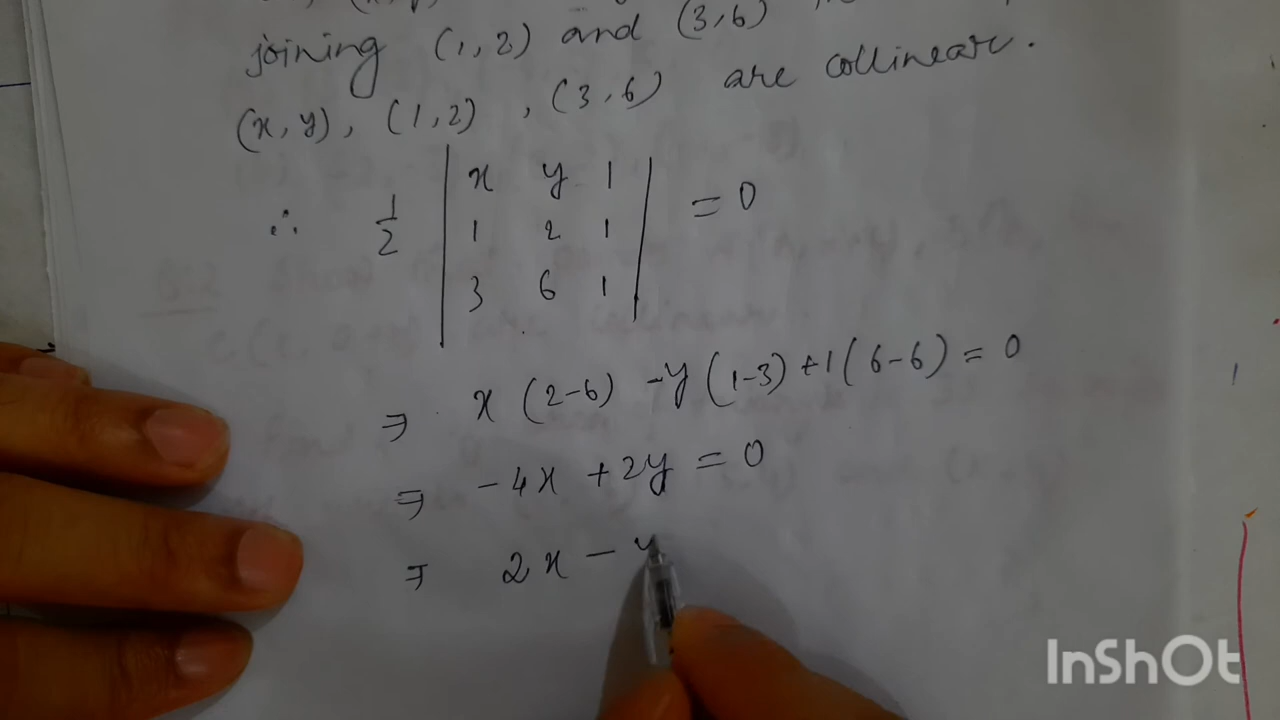 joining (1,2) and (3,6)
(x,y), (1,2), (3,6) are collinear.
∴ 1/2 | x y 1 | = 0
| 1 2 1 |
| 3 6 1 |
⇒ x(2-6) -y(1-3)+1(6-6) = 0
⇒ -4x +2y = 0
⇒ 2x - y
InShOt